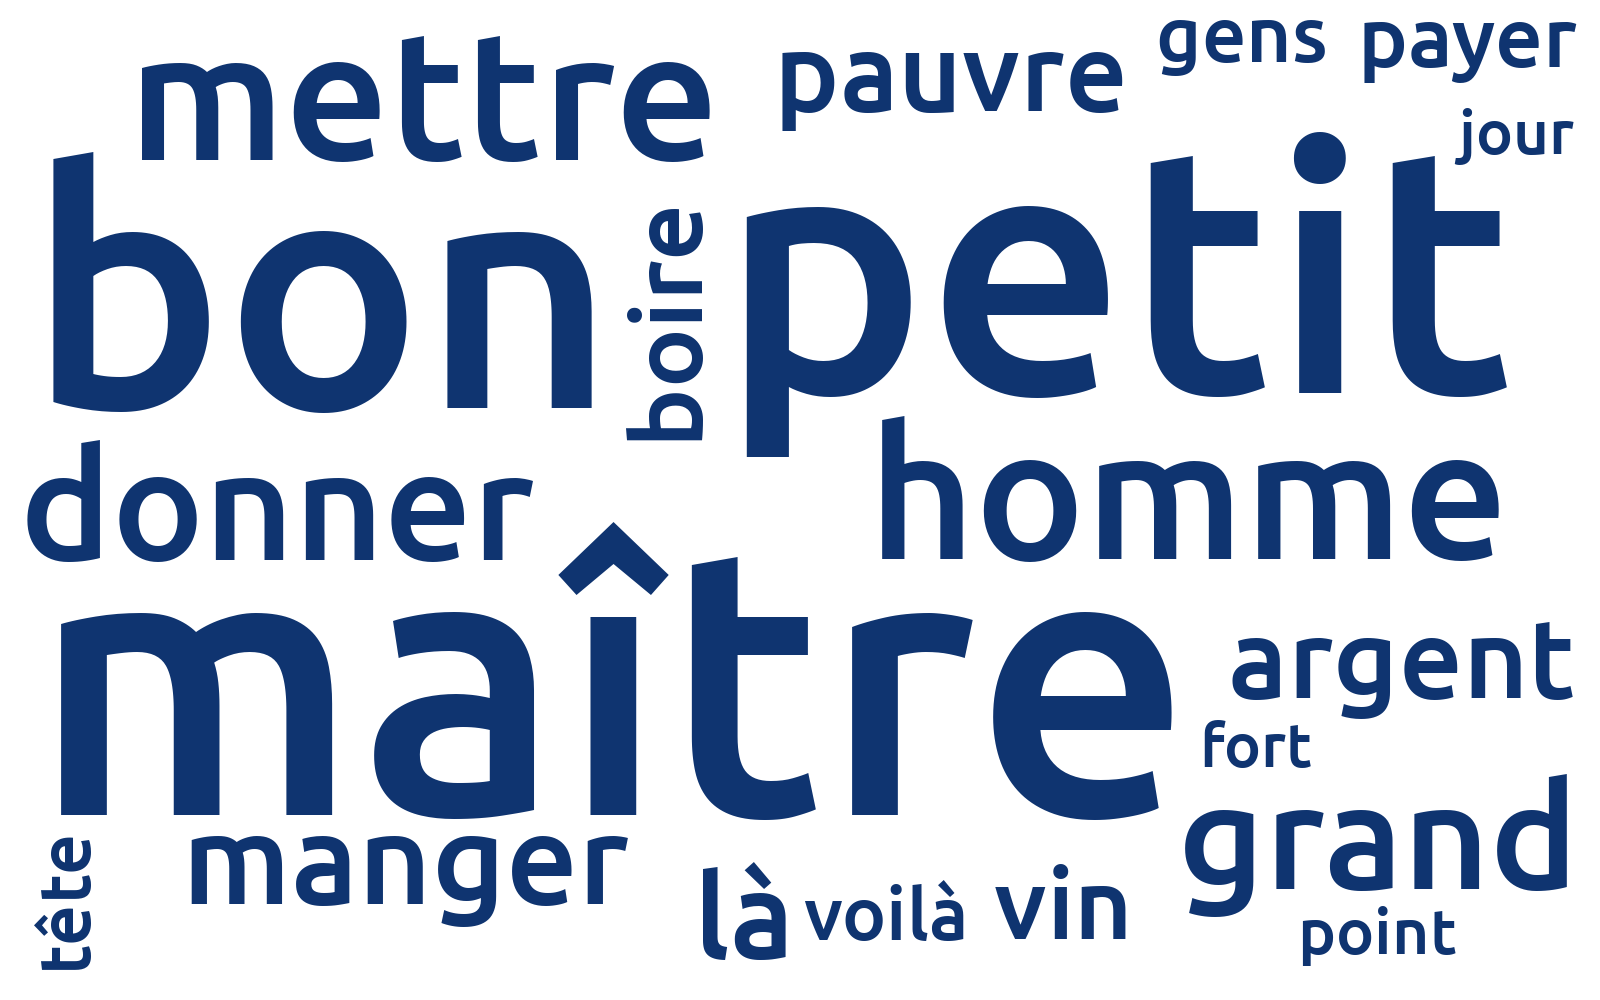 mettre
pauvre
gens
payer
jour
bon
boire
petit
donner
homme
maître
argent
fort
tête
manger
là
voilà
vin
grand
point